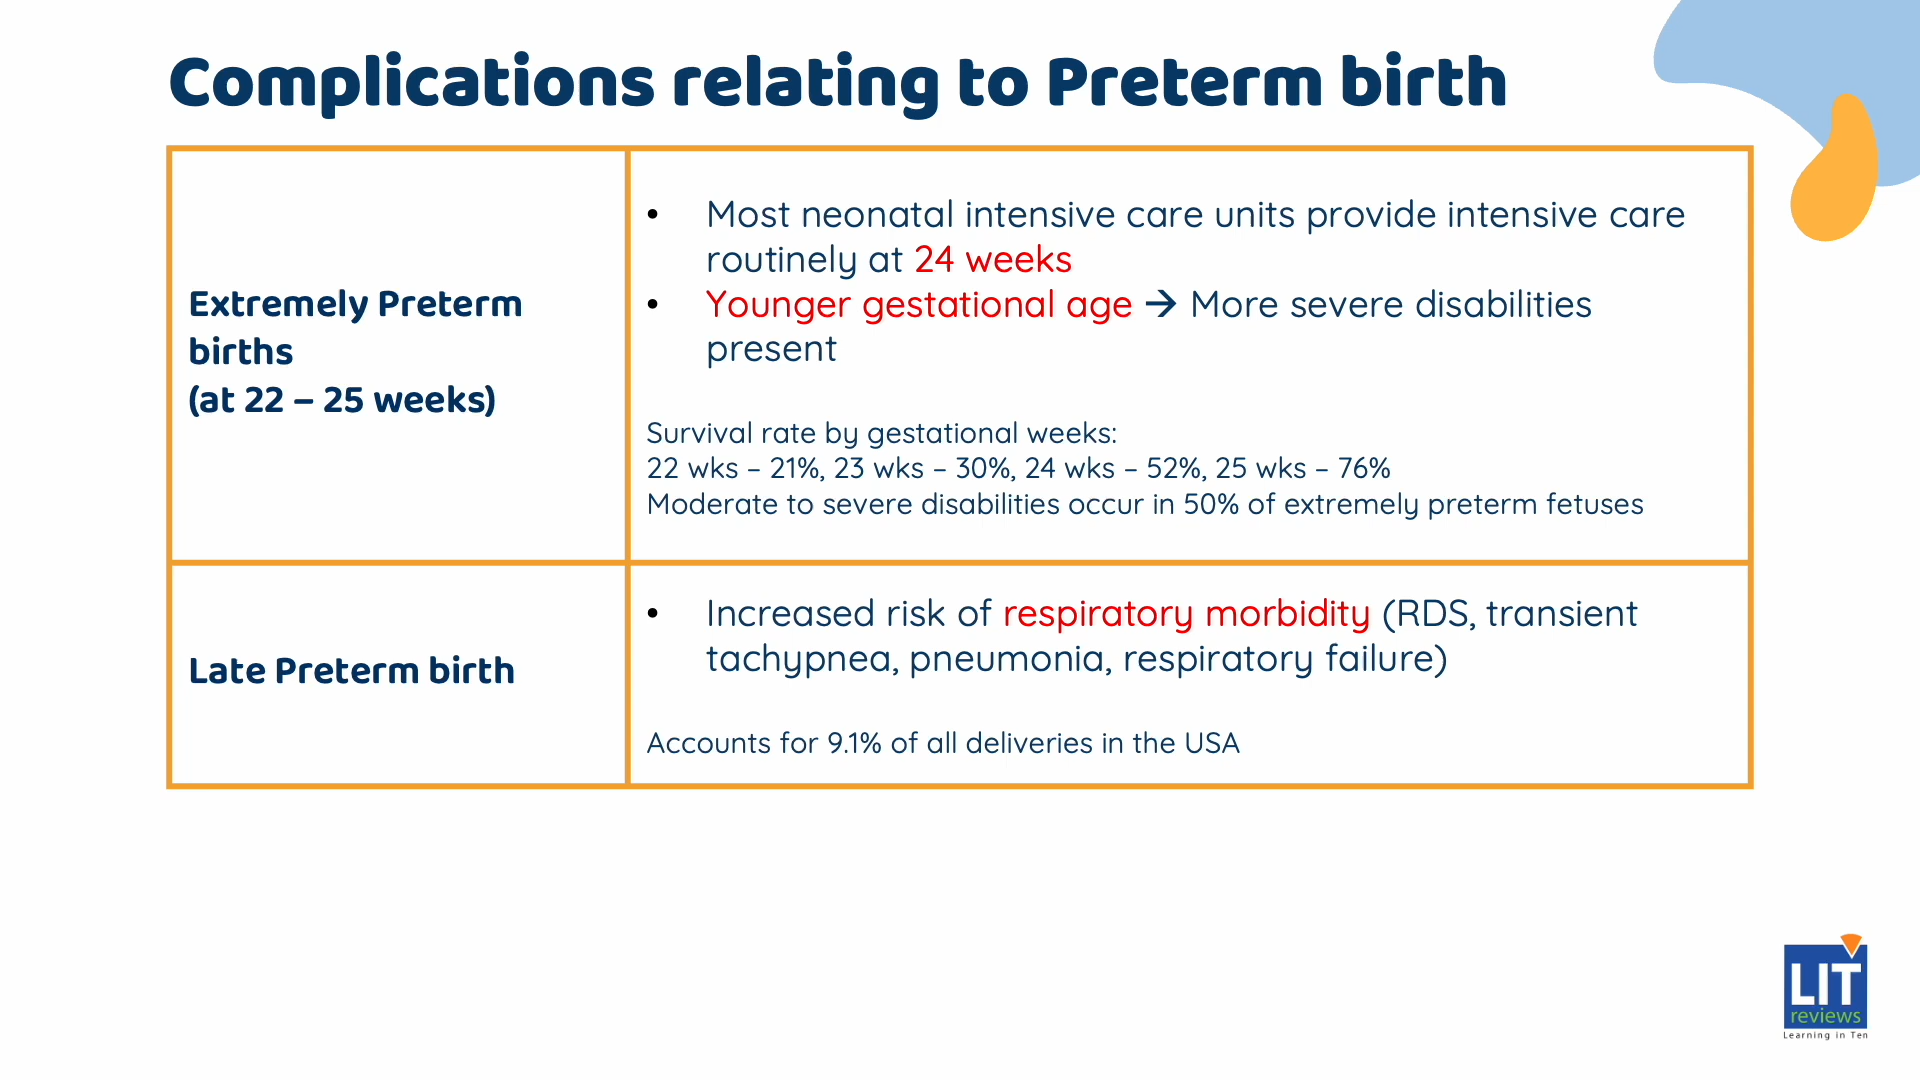 Complications relating to Preterm birth
Extremely Preterm
births
(at 22 – 25 weeks)
• Most neonatal intensive care units provide intensive care
routinely at 24 weeks
• Younger gestational age → More severe disabilities
present
Survival rate by gestational weeks:
22 wks – 21%, 23 wks – 30%, 24 wks – 52%, 25 wks – 76%
Moderate to severe disabilities occur in 50% of extremely preterm fetuses
Late Preterm birth
• Increased risk of respiratory morbidity (RDS, transient
tachypnea, pneumonia, respiratory failure)
Accounts for 9.1% of all deliveries in the USA
LIT
reviews
Learning in Ten